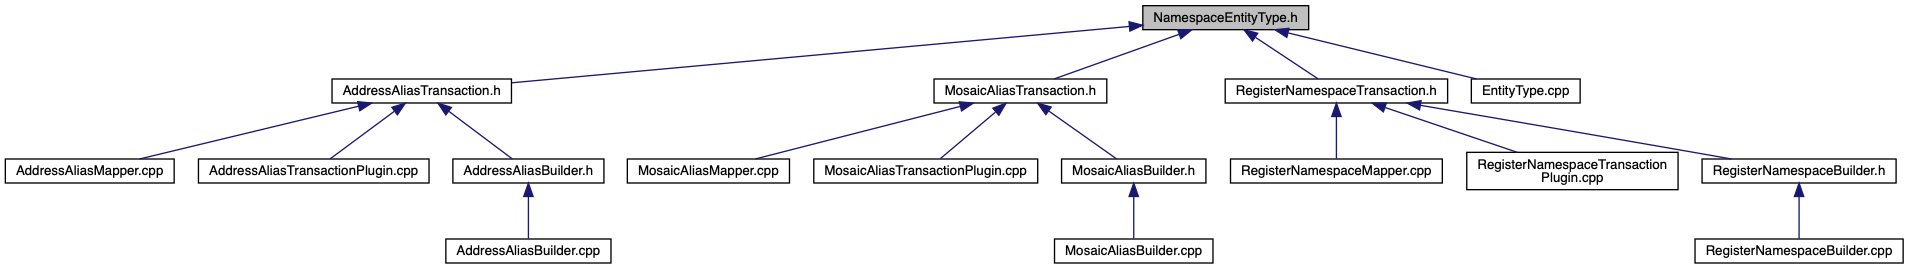 NamespaceEntityType.h
AddressAliasTransaction.h
MosaicAliasTransaction.h
RegisterNamespaceTransaction.h
EntityType.cpp
AddressAliasMapper.cpp
AddressAliasTransactionPlugin.cpp
AddressAliasBuilder.h
MosaicAliasMapper.cpp
MosaicAliasTransactionPlugin.cpp
MosaicAliasBuilder.h
RegisterNamespaceMapper.cpp
RegisterNamespaceTransaction
Plugin.cpp
RegisterNamespaceBuilder.h
AddressAliasBuilder.cpp
MosaicAliasBuilder.cpp
RegisterNamespaceBuilder.cpp